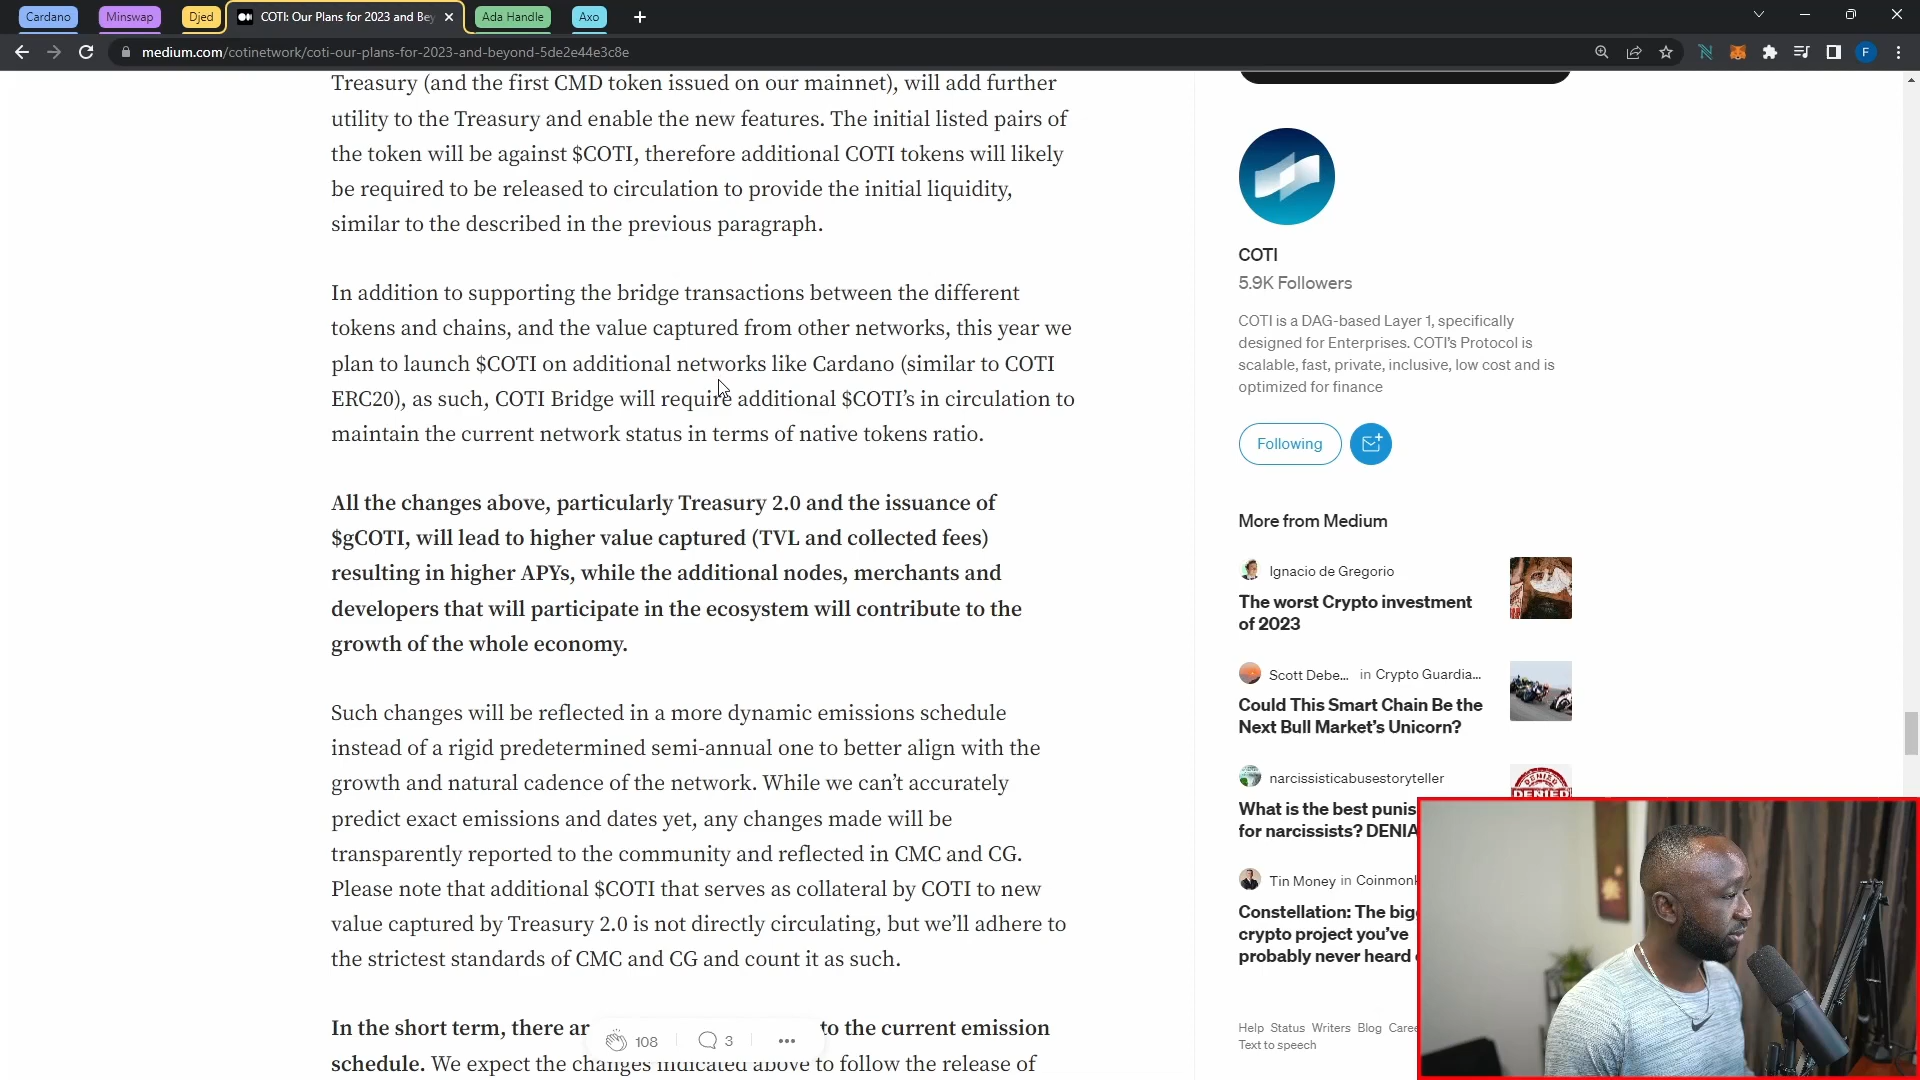 Cardano
Minswap
Djed
COTI: Our Plans for 2023 and Bey
Ada Handle
Axo
medium.com/cotinetwork/coti-our-plans-for-2023-and-beyond-5de2e44e3c8e
F
Treasury (and the first CMD token issued on our mainnet), will add further
utility to the Treasury and enable the new features. The initial listed pairs of
the token will be against $COTI, therefore additional COTI tokens will likely
be required to be released to circulation to provide the initial liquidity,
similar to the described in the previous paragraph.
In addition to supporting the bridge transactions between the different
tokens and chains, and the value captured from other networks, this year we
plan to launch $COTI on additional networks like Cardano (similar to COTI
ERC20), as such, COTI Bridge will require additional $COTI’s in circulation to
maintain the current network status in terms of native tokens ratio.
All the changes above, particularly Treasury 2.0 and the issuance of
$gCOTI, will lead to higher value captured (TVL and collected fees)
resulting in higher APYs, while the additional nodes, merchants and
developers that will participate in the ecosystem will contribute to the
growth of the whole economy.
Such changes will be reflected in a more dynamic emissions schedule
instead of a rigid predetermined semi-annual one to better align with the
growth and natural cadence of the network. While we can’t accurately
predict exact emissions and dates yet, any changes made will be
transparently reported to the community and reflected in CMC and CG.
Please note that additional $COTI that serves as collateral by COTI to new
value captured by Treasury 2.0 is not directly circulating, but we’ll adhere to
the strictest standards of CMC and CG and count it as such.
In the short term, there ar to the current emission
schedule. We expect the changes indicated above to follow the release of
108
3
COTI
5.9K Followers
COTI is a DAG-based Layer 1, specifically
designed for Enterprises. COTI’s Protocol is
scalable, fast, private, inclusive, low cost and is
optimized for finance
Following
More from Medium
Ignacio de Gregorio
The worst Crypto investment
of 2023
Scott Debe... in Crypto Guardia...
Could This Smart Chain Be the
Next Bull Market’s Unicorn?
narcissisticabusestoryteller
DENIED
What is the best punis
for narcissists? DENIA
Tin Money in Coinmonk
Constellation: The big
crypto project you’ve
probably never heard
Help Status Writers Blog Caree
Text to speech